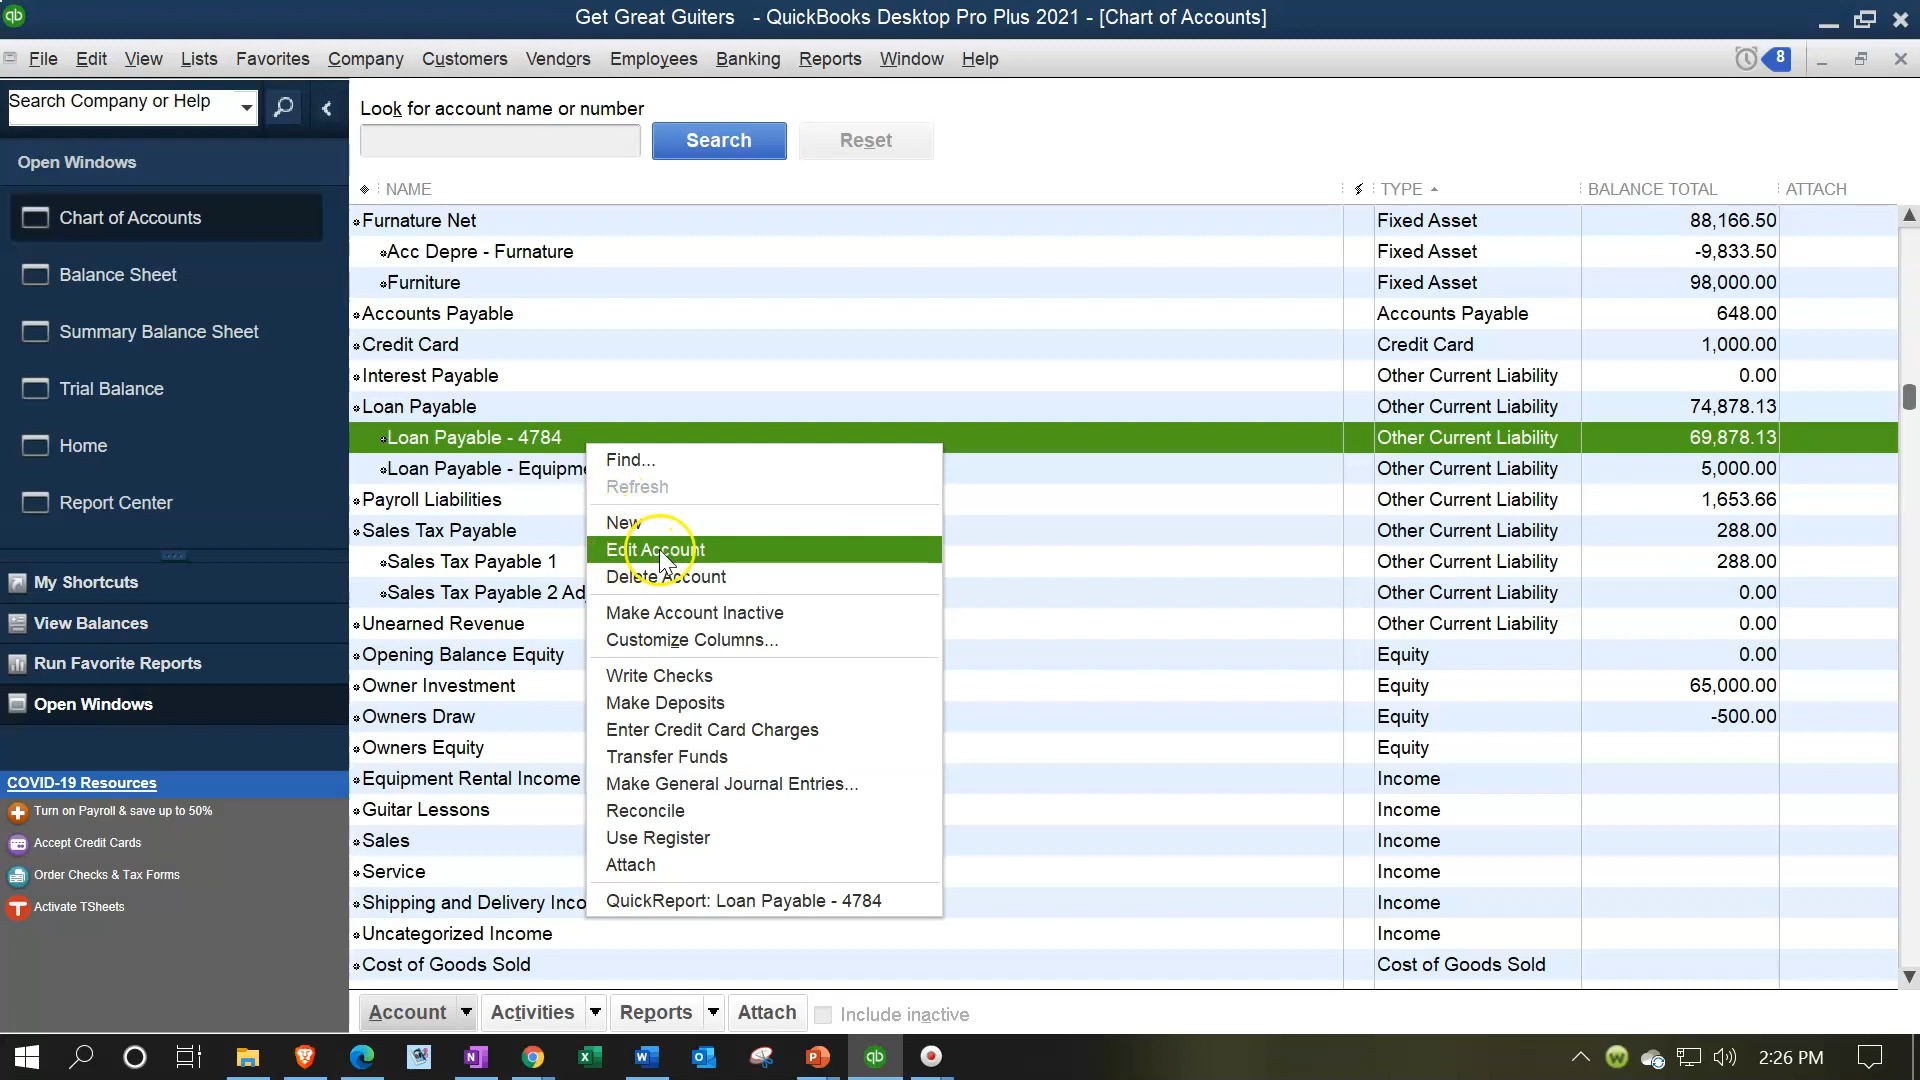 qb
Get Great Guiters - QuickBooks Desktop Pro Plus 2021 - [Chart of Accounts]
File Edit View Lists Favorites Company Customers Vendors Employees Banking Reports Window Help
8
Search Company or Help
Look for account name or number
Search
Reset
Open Windows
Chart of Accounts
Balance Sheet
Summary Balance Sheet
Trial Balance
Home
Report Center
My Shortcuts
View Balances
Run Favorite Reports
Open Windows
COVID-19 Resources
Turn on Payroll & save up to 50%
Accept Credit Cards
Order Checks & Tax Forms
Activate TSheets
NAME TYPE BALANCE TOTAL ATTACH
Furnature Net Fixed Asset 88,166.50
Acc Depre - Furnature Fixed Asset -9,833.50
Furniture Fixed Asset 98,000.00
Accounts Payable Accounts Payable 648.00
Credit Card Credit Card 1,000.00
Interest Payable Other Current Liability 0.00
Loan Payable Other Current Liability 74,878.13
Loan Payable - 4784 Other Current Liability 69,878.13
Loan Payable - Equipme Other Current Liability 5,000.00
Payroll Liabilities Other Current Liability 1,653.66
Sales Tax Payable Other Current Liability 288.00
Sales Tax Payable 1 Other Current Liability 288.00
Sales Tax Payable 2 Ad Other Current Liability 0.00
Unearned Revenue Other Current Liability 0.00
Opening Balance Equity Equity 0.00
Owner Investment Equity 65,000.00
Owners Draw Equity -500.00
Owners Equity Equity
Equipment Rental Income Income
Guitar Lessons Income
Sales Income
Service Income
Shipping and Delivery Inco Income
Uncategorized Income Income
Cost of Goods Sold Cost of Goods Sold
Find...
Refresh
New
Edit Account
Delete Account
Make Account Inactive
Customize Columns...
Write Checks
Make Deposits
Enter Credit Card Charges
Transfer Funds
Make General Journal Entries...
Reconcile
Use Register
Attach
QuickReport: Loan Payable - 4784
Account Activities Reports Attach Include inactive
2:26 PM